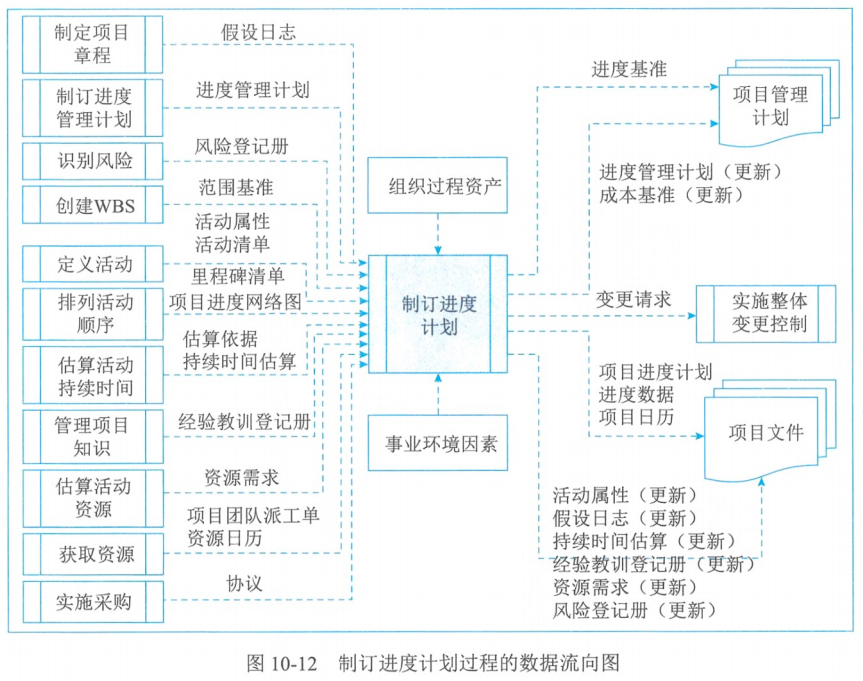 制定项目
章程
假设日志
制订进度
管理计划
进度管理计划
识别风险
风险登记册
创建WBS
范围基准
定义活动
活动属性
活动清单
里程碑清单
排列活动
顺序
项目进度网络图
估算活动
持续时间
估算依据
持续时间估算
管理项目
知识
经验教训登记册
估算活动
资源
资源需求
获取资源
项目团队派工单
资源日历
实施采购
协议
组织过程资产
制订进度
计划
事业环境因素
进度基准
项目管理
计划
进度管理计划（更新）
成本基准（更新）
变更请求
实施整体
变更控制
项目进度计划
进度数据
项目日历
项目文件
活动属性（更新）
假设日志（更新）
持续时间估算（更新）
经验教训登记册（更新）
资源需求（更新）
风险登记册（更新）
图 10-12 制订进度计划过程的数据流向图